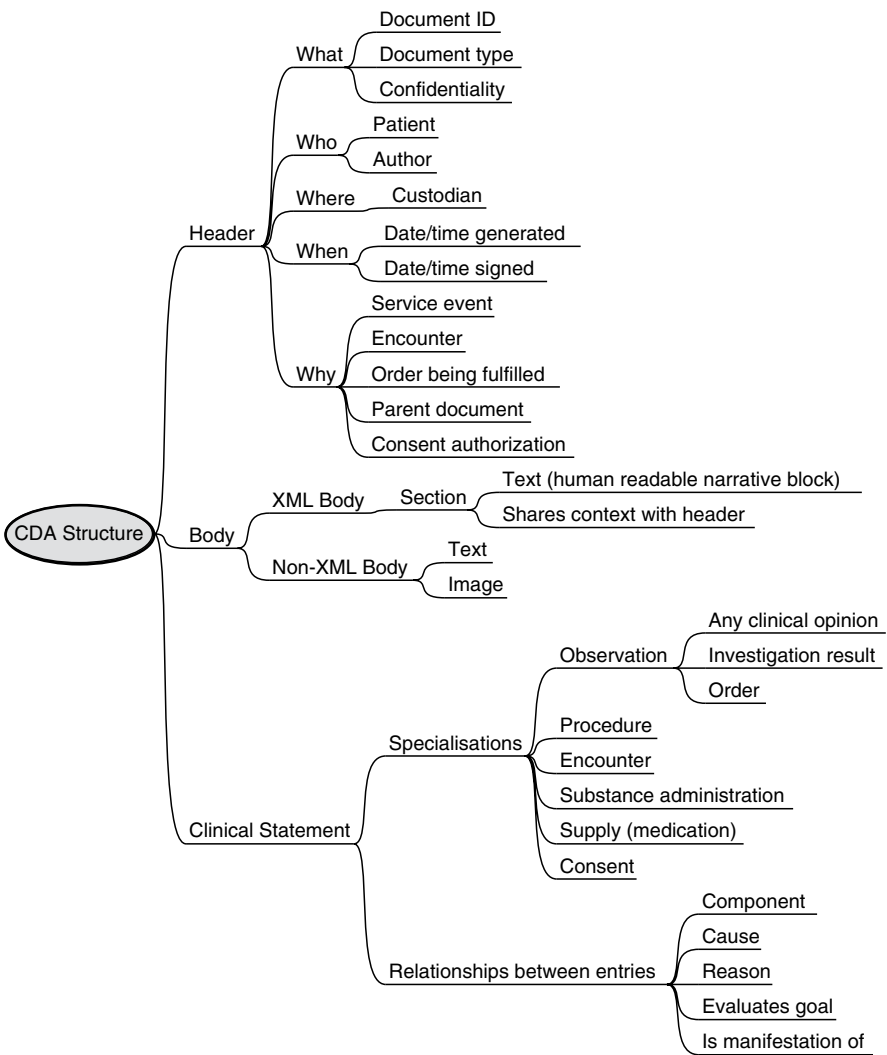 Document ID
What
Document type
Confidentiality
Patient
Who
Author
Where
Custodian
Header
Date/time generated
When
Date/time signed
Service event
Encounter
Why
Order being fulfilled
Parent document
Consent authorization
CDA Structure
Body
XML Body
Section
Text (human readable narrative block)
Shares context with header
Non-XML Body
Text
Image
Clinical Statement
Specialisations
Observation
Any clinical opinion
Investigation result
Order
Procedure
Encounter
Substance administration
Supply (medication)
Consent
Relationships between entries
Component
Cause
Reason
Evaluates goal
Is manifestation of